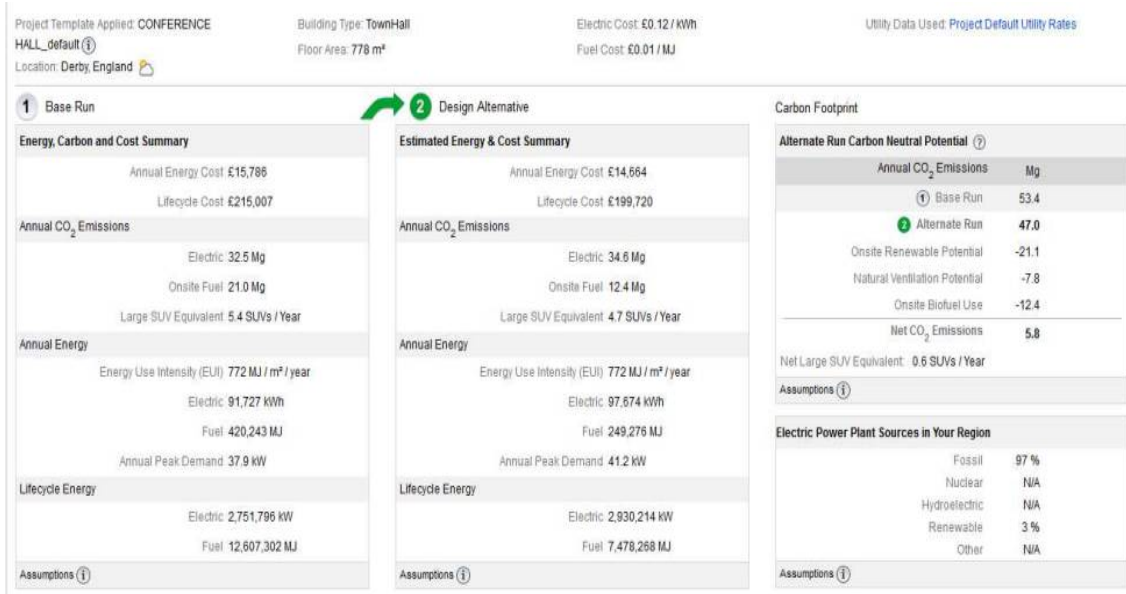 Project Template Applied: CONFERENCE
HALL_default
Location: Derby, England
Building Type: TownHall
Floor Area: 778 m²
Electric Cost: £0.12 / kWh
Fuel Cost: £0.01 / MJ
Utility Data Used: Project Default Utility Rates
1 Base Run
Energy, Carbon and Cost Summary
Annual Energy Cost £15,786
Lifecycle Cost £215,007
Annual CO2 Emissions
Electric 32.5 Mg
Onsite Fuel 21.0 Mg
Large SUV Equivalent 5.4 SUVs / Year
Annual Energy
Energy Use Intensity (EUI) 772 MJ / m² / year
Electric 91,727 kWh
Fuel 420,243 MJ
Annual Peak Demand 37.9 kW
Lifecycle Energy
Electric 2,751,796 kW
Fuel 12,607,302 MJ
Assumptions (i)
2 Design Alternative
Estimated Energy & Cost Summary
Annual Energy Cost £14,664
Lifecycle Cost £199,720
Annual CO2 Emissions
Electric 34.6 Mg
Onsite Fuel 12.4 Mg
Large SUV Equivalent 4.7 SUVs / Year
Annual Energy
Energy Use Intensity (EUI) 772 MJ / m² / year
Electric 97,674 kWh
Fuel 249,276 MJ
Annual Peak Demand 41.2 kW
Lifecycle Energy
Electric 2,930,214 kW
Fuel 7,478,268 MJ
Assumptions (i)
Carbon Footprint
Alternate Run Carbon Neutral Potential (?)
Annual CO2 Emissions Mg
1 Base Run 53.4
2 Alternate Run 47.0
Onsite Renewable Potential -21.1
Natural Ventilation Potential -7.8
Onsite Biofuel Use -12.4
Net CO2 Emissions 5.8
Net Large SUV Equivalent: 0.6 SUVs / Year
Assumptions (i)
Electric Power Plant Sources in Your Region
Fossil 97 %
Nuclear N/A
Hydroelectric N/A
Renewable 3 %
Other N/A
Assumptions (i)